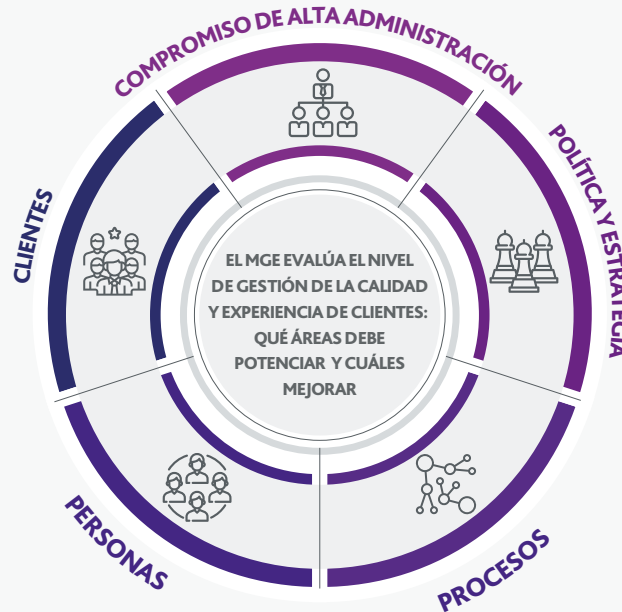 COMPROMISO DE ALTA ADMINISTRACIÓN
POLÍTICA Y ESTRATEGIA
CLIENTES
EL MGE EVALÚA EL NIVEL
DE GESTIÓN DE LA CALIDAD
Y EXPERIENCIA DE CLIENTES:
QUÉ ÁREAS DEBE
POTENCIAR Y CUÁLES
MEJORAR
PERSONAS
PROCESOS